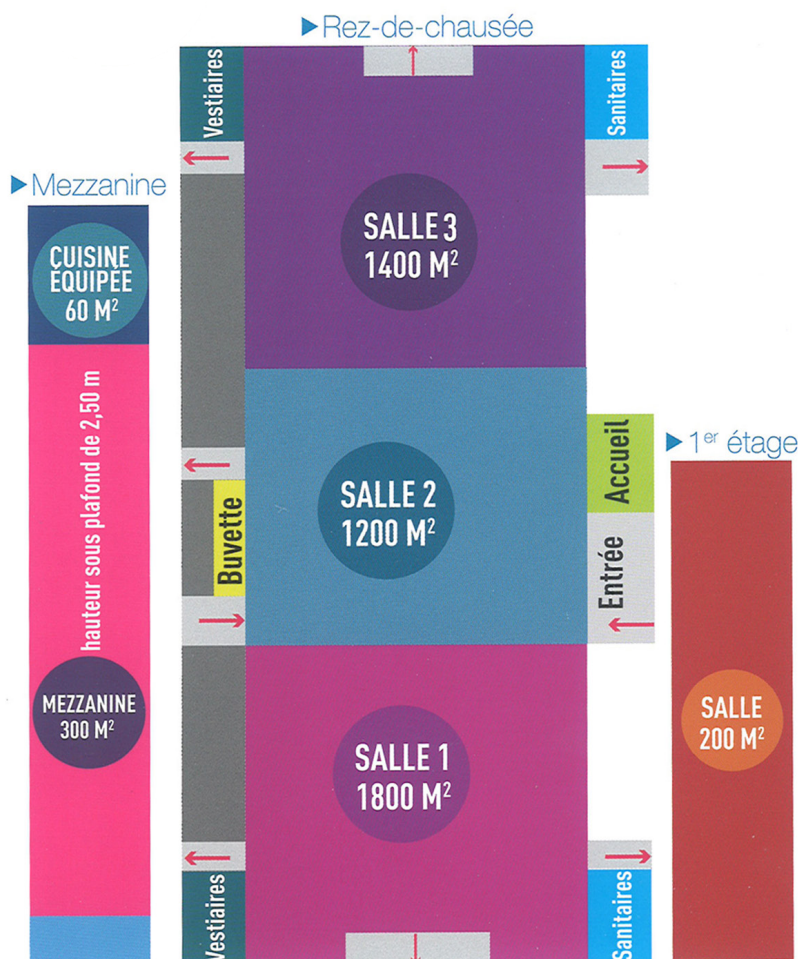 ▶Rez-de-chausée
Vestiaires
Sanitaires
▶Mezzanine
CUISINE
ÉQUIPÉE
60 M²
hauteur sous plafond de 2,50 m
MEZZANINE
300 M²
SALLE 3
1400 M²
SALLE 2
1200 M²
Buvette
Accueil
Entrée
SALLE 1
1800 M²
Vestiaires
Sanitaires
▶1er étage
SALLE
200 M²